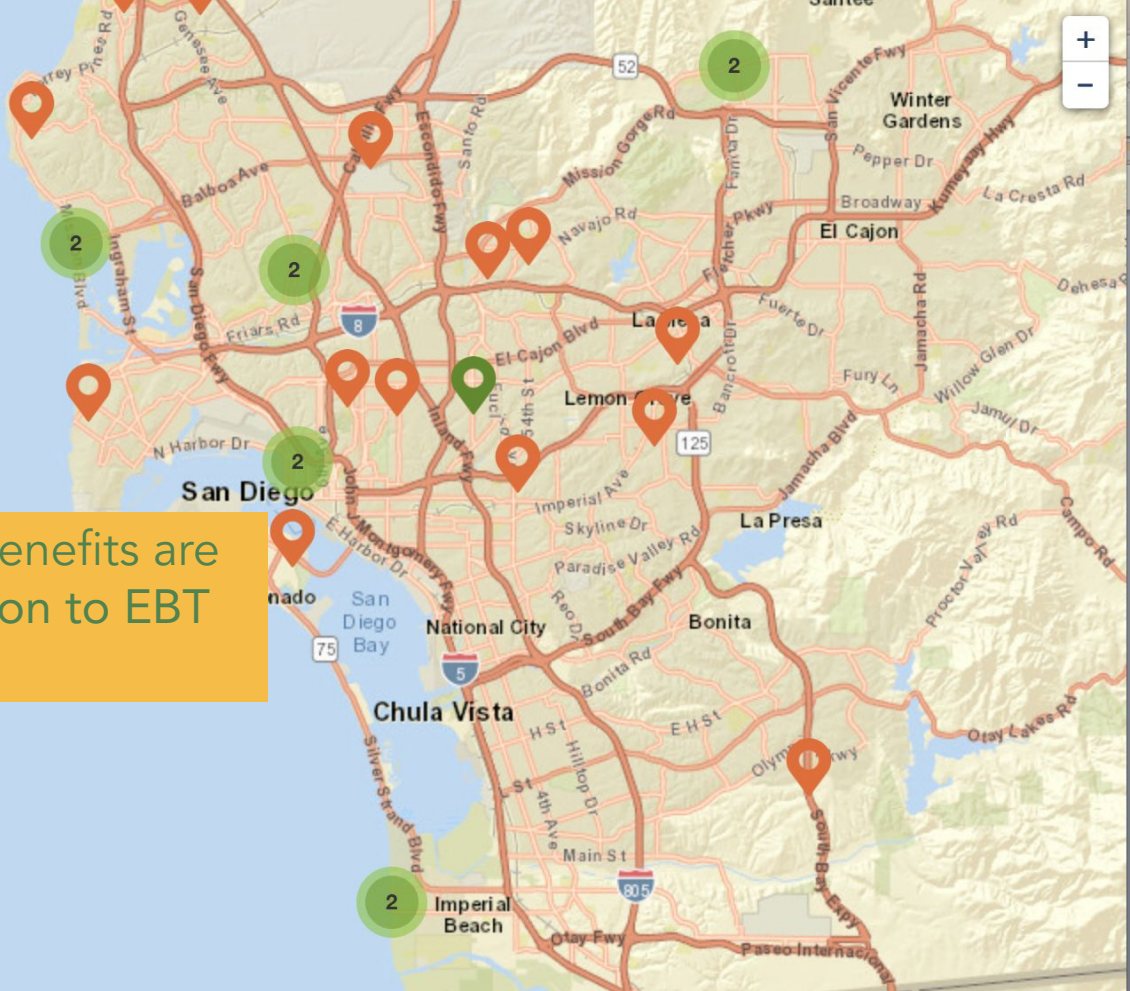 Santee
+
−
Genesee Ave
52
2
San Vicente Fwy
Winter
Gardens
Escondido Fwy
Santo Rd
Mission Gorge Rd
Fanita Dr
Pepper Dr
Kumeyaay Hwy
La Cresta Rd
Balboa Ave
Broadway
Navajo Rd
Fletcher Pkwy
El Cajon
2
Blvd
Ingraham St
2
San Diego Fwy
Jamacha Rd
Friars Rd
8
Fuerte Dr
El Cajon Blvd
Bancroft Dr
Willow Glen Dr
54th St
Fury Ln
Jamul Dr
Lemon
N Harbor Dr
Inland Fwy
125
Jamacha Blvd
2
San Diego
John J Montgomery Fwy
Imperial Ave
Skyline Dr
La Presa
Campo Rd
E Harbor Dr
Paradise Valley Rd
Proctor Valley Rd
enefits are
on to EBT
nado
San
Diego
Bay
Reo Dr
South Bay Fwy
National City
Bonita
75
5
Bonita Rd
Chula Vista
H St
E H St
Otay Lakes Rd
Silver Strand Blvd
Hilltop Dr
L St
4th Ave
South Bay Expy
Main St
805
2
Imperial
Beach
Otay Fwy
Paseo Internacional